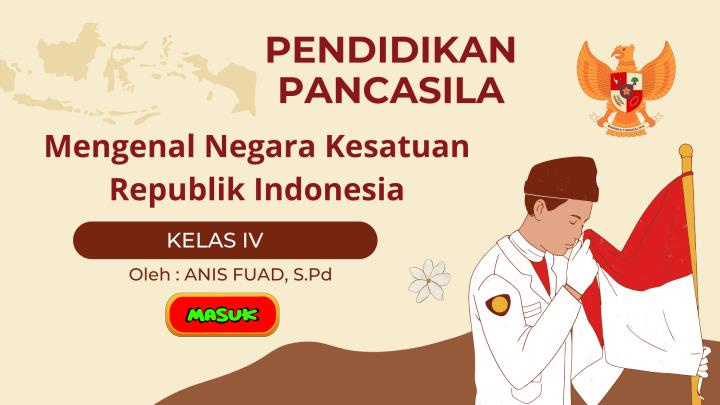 PENDIDIKAN
PANCASILA
Mengenal Negara Kesatuan
Republik Indonesia
KELAS IV
Oleh : ANIS FUAD, S.Pd
MASUK